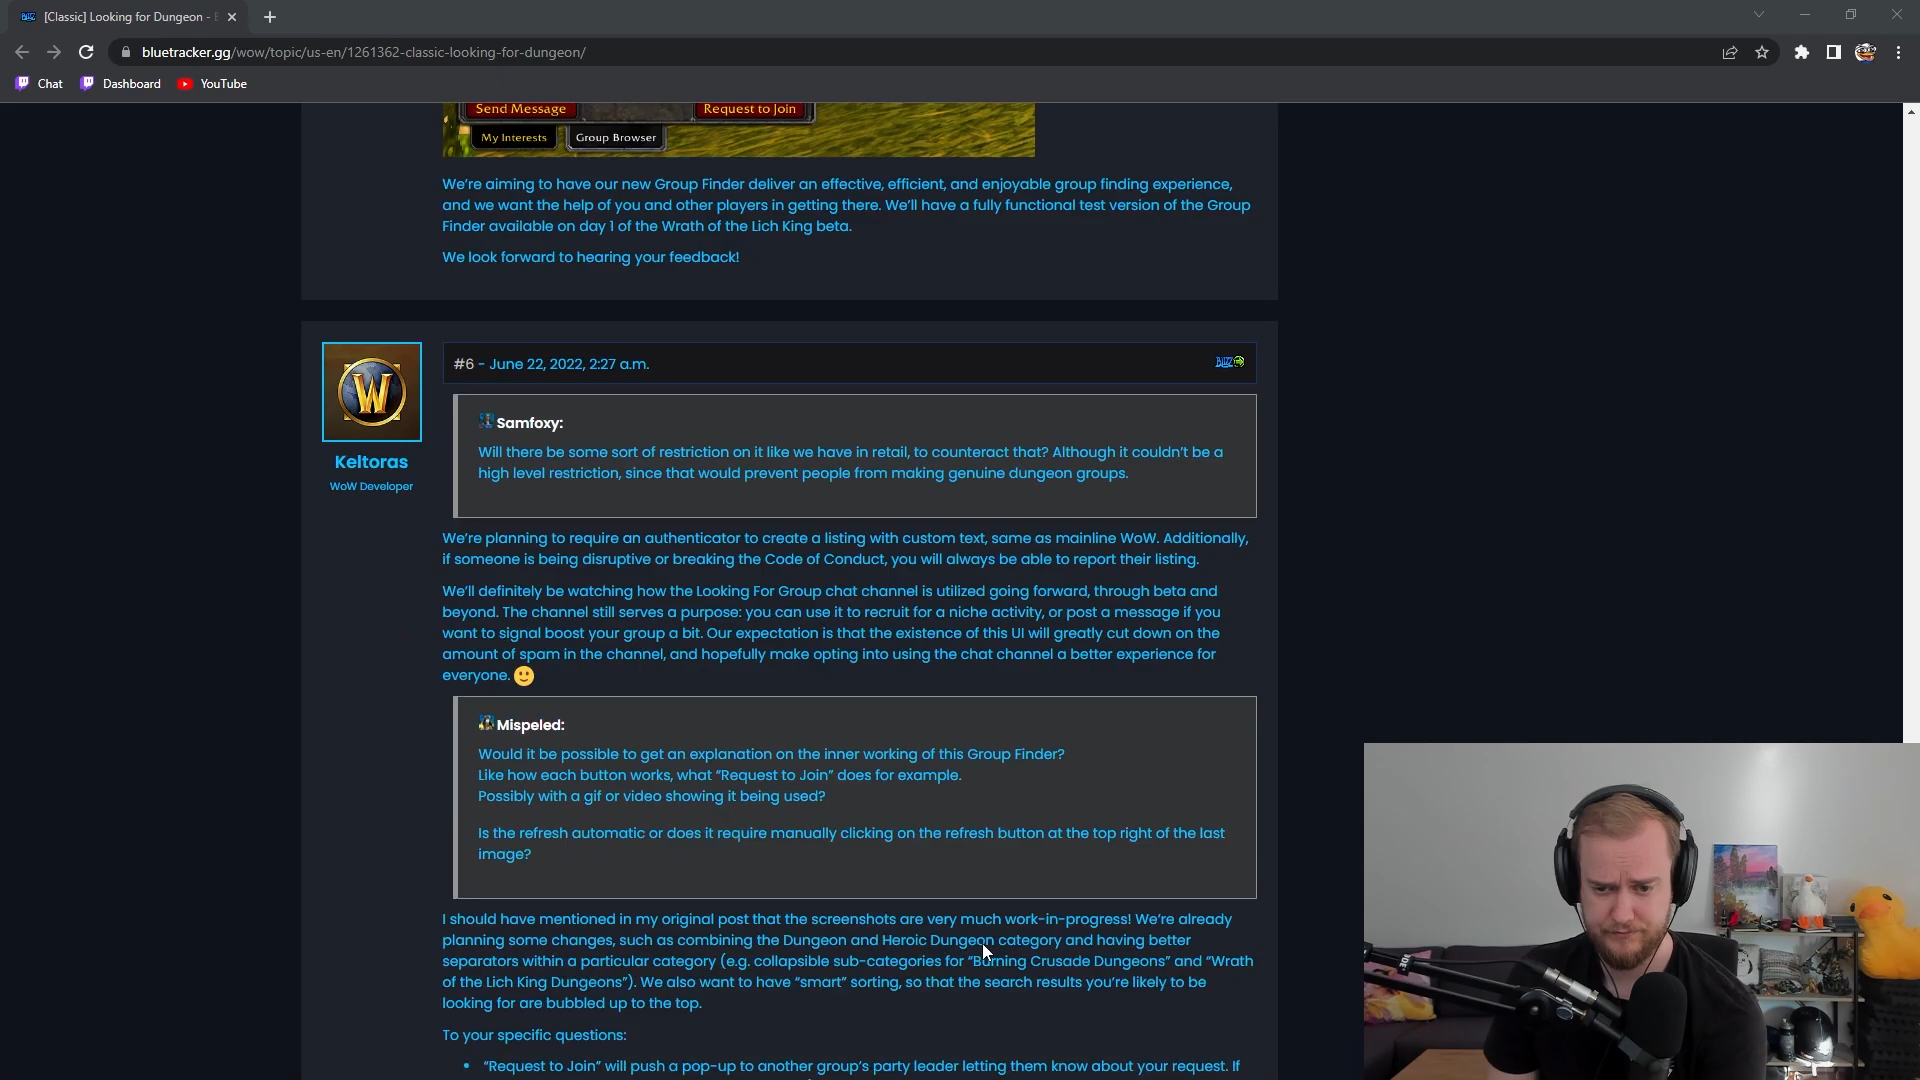 [Classic] Looking for Dungeon -
bluetracker.gg/wow/topic/us-en/1261362-classic-looking-for-dungeon/
Chat Dashboard YouTube
Send Message Request to Join
My Interests Group Browser
We're aiming to have our new Group Finder deliver an effective, efficient, and enjoyable group finding experience,
and we want the help of you and other players in getting there. We'll have a fully functional test version of the Group
Finder available on day 1 of the Wrath of the Lich King beta.
We look forward to hearing your feedback!
W
Keltoras
WoW Developer
#6 - June 22, 2022, 2:27 a.m.
BLIZZ
Samfoxy:
Will there be some sort of restriction on it like we have in retail, to counteract that? Although it couldn't be a
high level restriction, since that would prevent people from making genuine dungeon groups.
We're planning to require an authenticator to create a listing with custom text, same as mainline WoW. Additionally,
if someone is being disruptive or breaking the Code of Conduct, you will always be able to report their listing.
We'll definitely be watching how the Looking For Group chat channel is utilized going forward, through beta and
beyond. The channel still serves a purpose: you can use it to recruit for a niche activity, or post a message if you
want to signal boost your group a bit. Our expectation is that the existence of this UI will greatly cut down on the
amount of spam in the channel, and hopefully make opting into using the chat channel a better experience for
everyone. 🙂
Mispeled:
Would it be possible to get an explanation on the inner working of this Group Finder?
Like how each button works, what “Request to Join” does for example.
Possibly with a gif or video showing it being used?
Is the refresh automatic or does it require manually clicking on the refresh button at the top right of the last
image?
I should have mentioned in my original post that the screenshots are very much work-in-progress! We're already
planning some changes, such as combining the Dungeon and Heroic Dungeon category and having better
separators within a particular category (e.g. collapsible sub-categories for “Burning Crusade Dungeons” and “Wrath
of the Lich King Dungeons”). We also want to have “smart” sorting, so that the search results you're likely to be
looking for are bubbled up to the top.
To your specific questions:
• “Request to Join” will push a pop-up to another group's party leader letting them know about your request. If